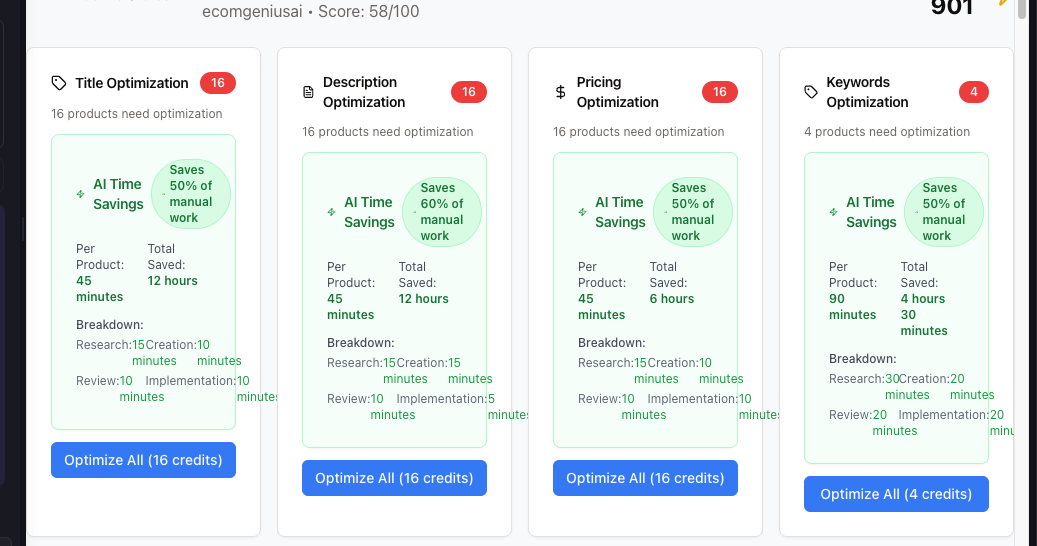 ecomgeniusai • Score: 58/100
901
Title Optimization
16
16 products need optimization
AI Time
Savings
Saves
50% of
manual
work
Per
Product:
45
minutes
Total
Saved:
12 hours
Breakdown:
Research:15
minutes
Creation:10
minutes
Review:10
minutes
Implementation:10
minutes
Optimize All (16 credits)
Description
Optimization
16
16 products need optimization
AI Time
Savings
Saves
60% of
manual
work
Per
Product:
45
minutes
Total
Saved:
12 hours
Breakdown:
Research:15
minutes
Creation:15
minutes
Review:10
minutes
Implementation:5
minutes
Optimize All (16 credits)
Pricing
Optimization
16
16 products need optimization
AI Time
Savings
Saves
50% of
manual
work
Per
Product:
45
minutes
Total
Saved:
6 hours
Breakdown:
Research:15
minutes
Creation:10
minutes
Review:10
minutes
Implementation:10
minutes
Optimize All (16 credits)
Keywords
Optimization
4
4 products need optimization
AI Time
Savings
Saves
50% of
manual
work
Per
Product:
90
minutes
Total
Saved:
4 hours
30
minutes
Breakdown:
Research:30
minutes
Creation:20
minutes
Review:20
minutes
Implementation:20
minu
Optimize All (4 credits)